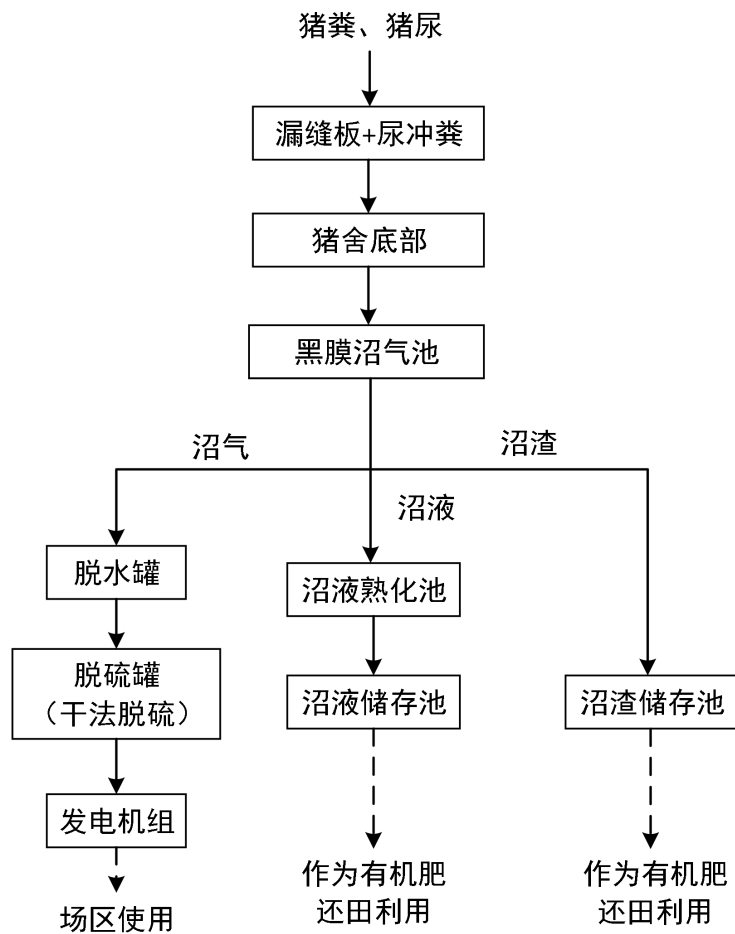 猪粪、猪尿
漏缝板+尿冲粪
猪舍底部
黑膜沼气池
沼气
沼渣
沼液
脱水罐
沼液熟化池
脱硫罐
（干法脱硫）
沼液储存池
沼渣储存池
发电机组
作为有机肥
还田利用
作为有机肥
还田利用
场区使用